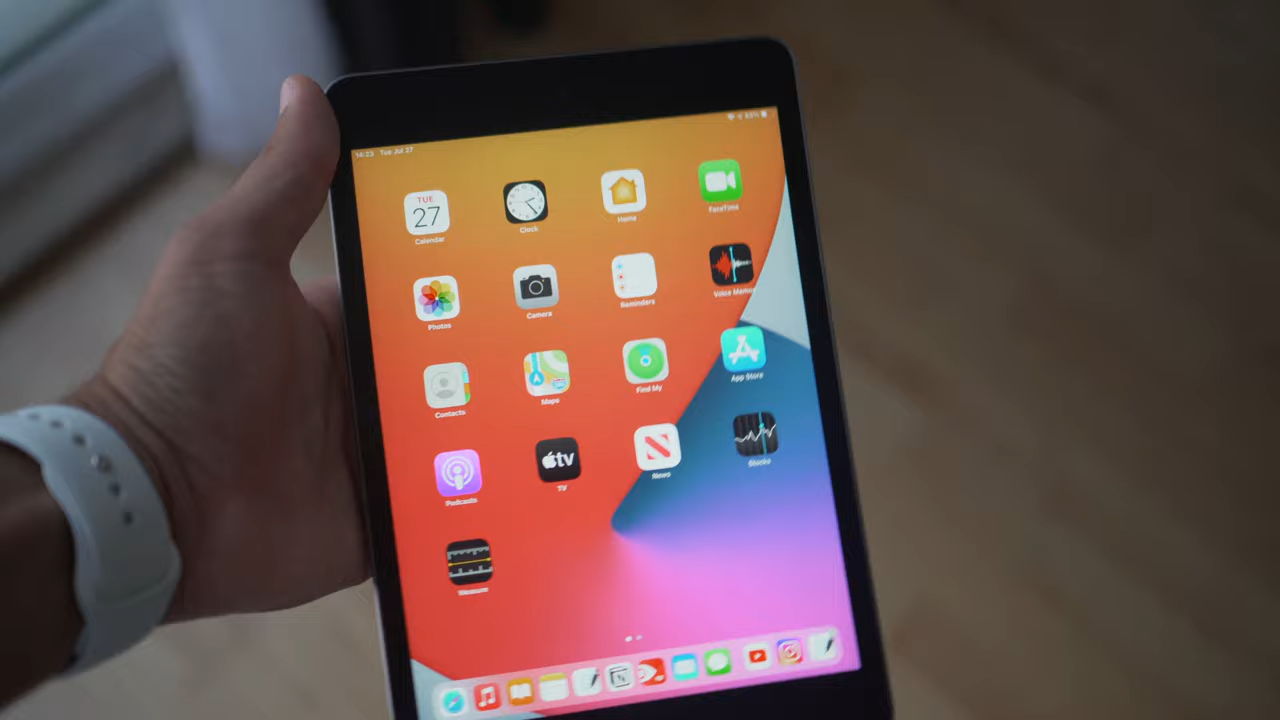 14:23 Tue Jul 27
TUE
27
Calendar
Clock
Home
FaceTime
Photos
Camera
Reminders
Voice Memos
Contacts
Maps
Find My
App Store
Podcasts
tv
TV
News
Stocks
Measure